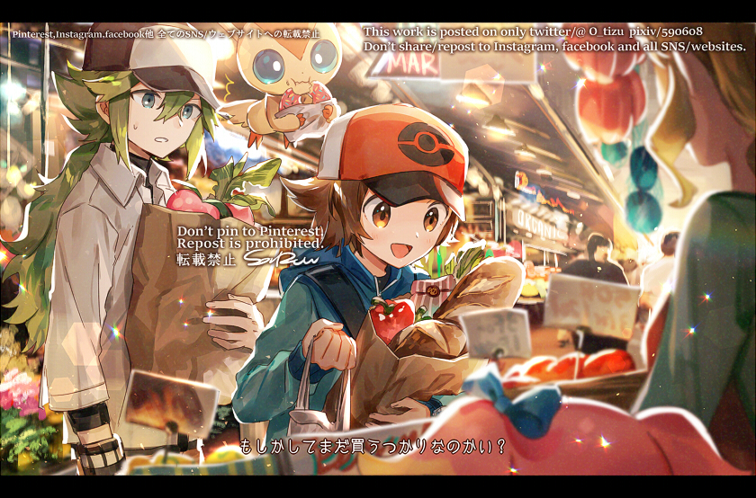 Pinterest,Instagram.facebook他 全てのSNS/ウェブサイトへの転載禁止
This work is posted on only twitter/@ O_tizu pixiv/590608
Don't share/repost to Instagram, facebook and all SNS/websites.
MAR
ORGANIC
Don't pin to Pinterest!
Repost is prohibited.
転載禁止
もしかしてまだ買うつかりなのかい？